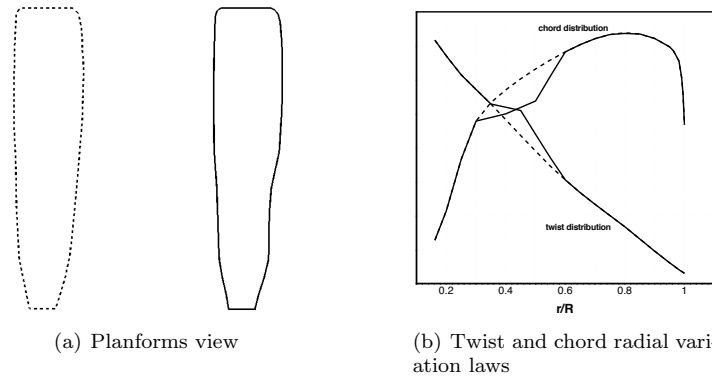 chord distribution
twist distribution
0.2 0.4 0.6 0.8 1
r/R
(a) Planforms view
(b) Twist and chord radial vari-
ation laws